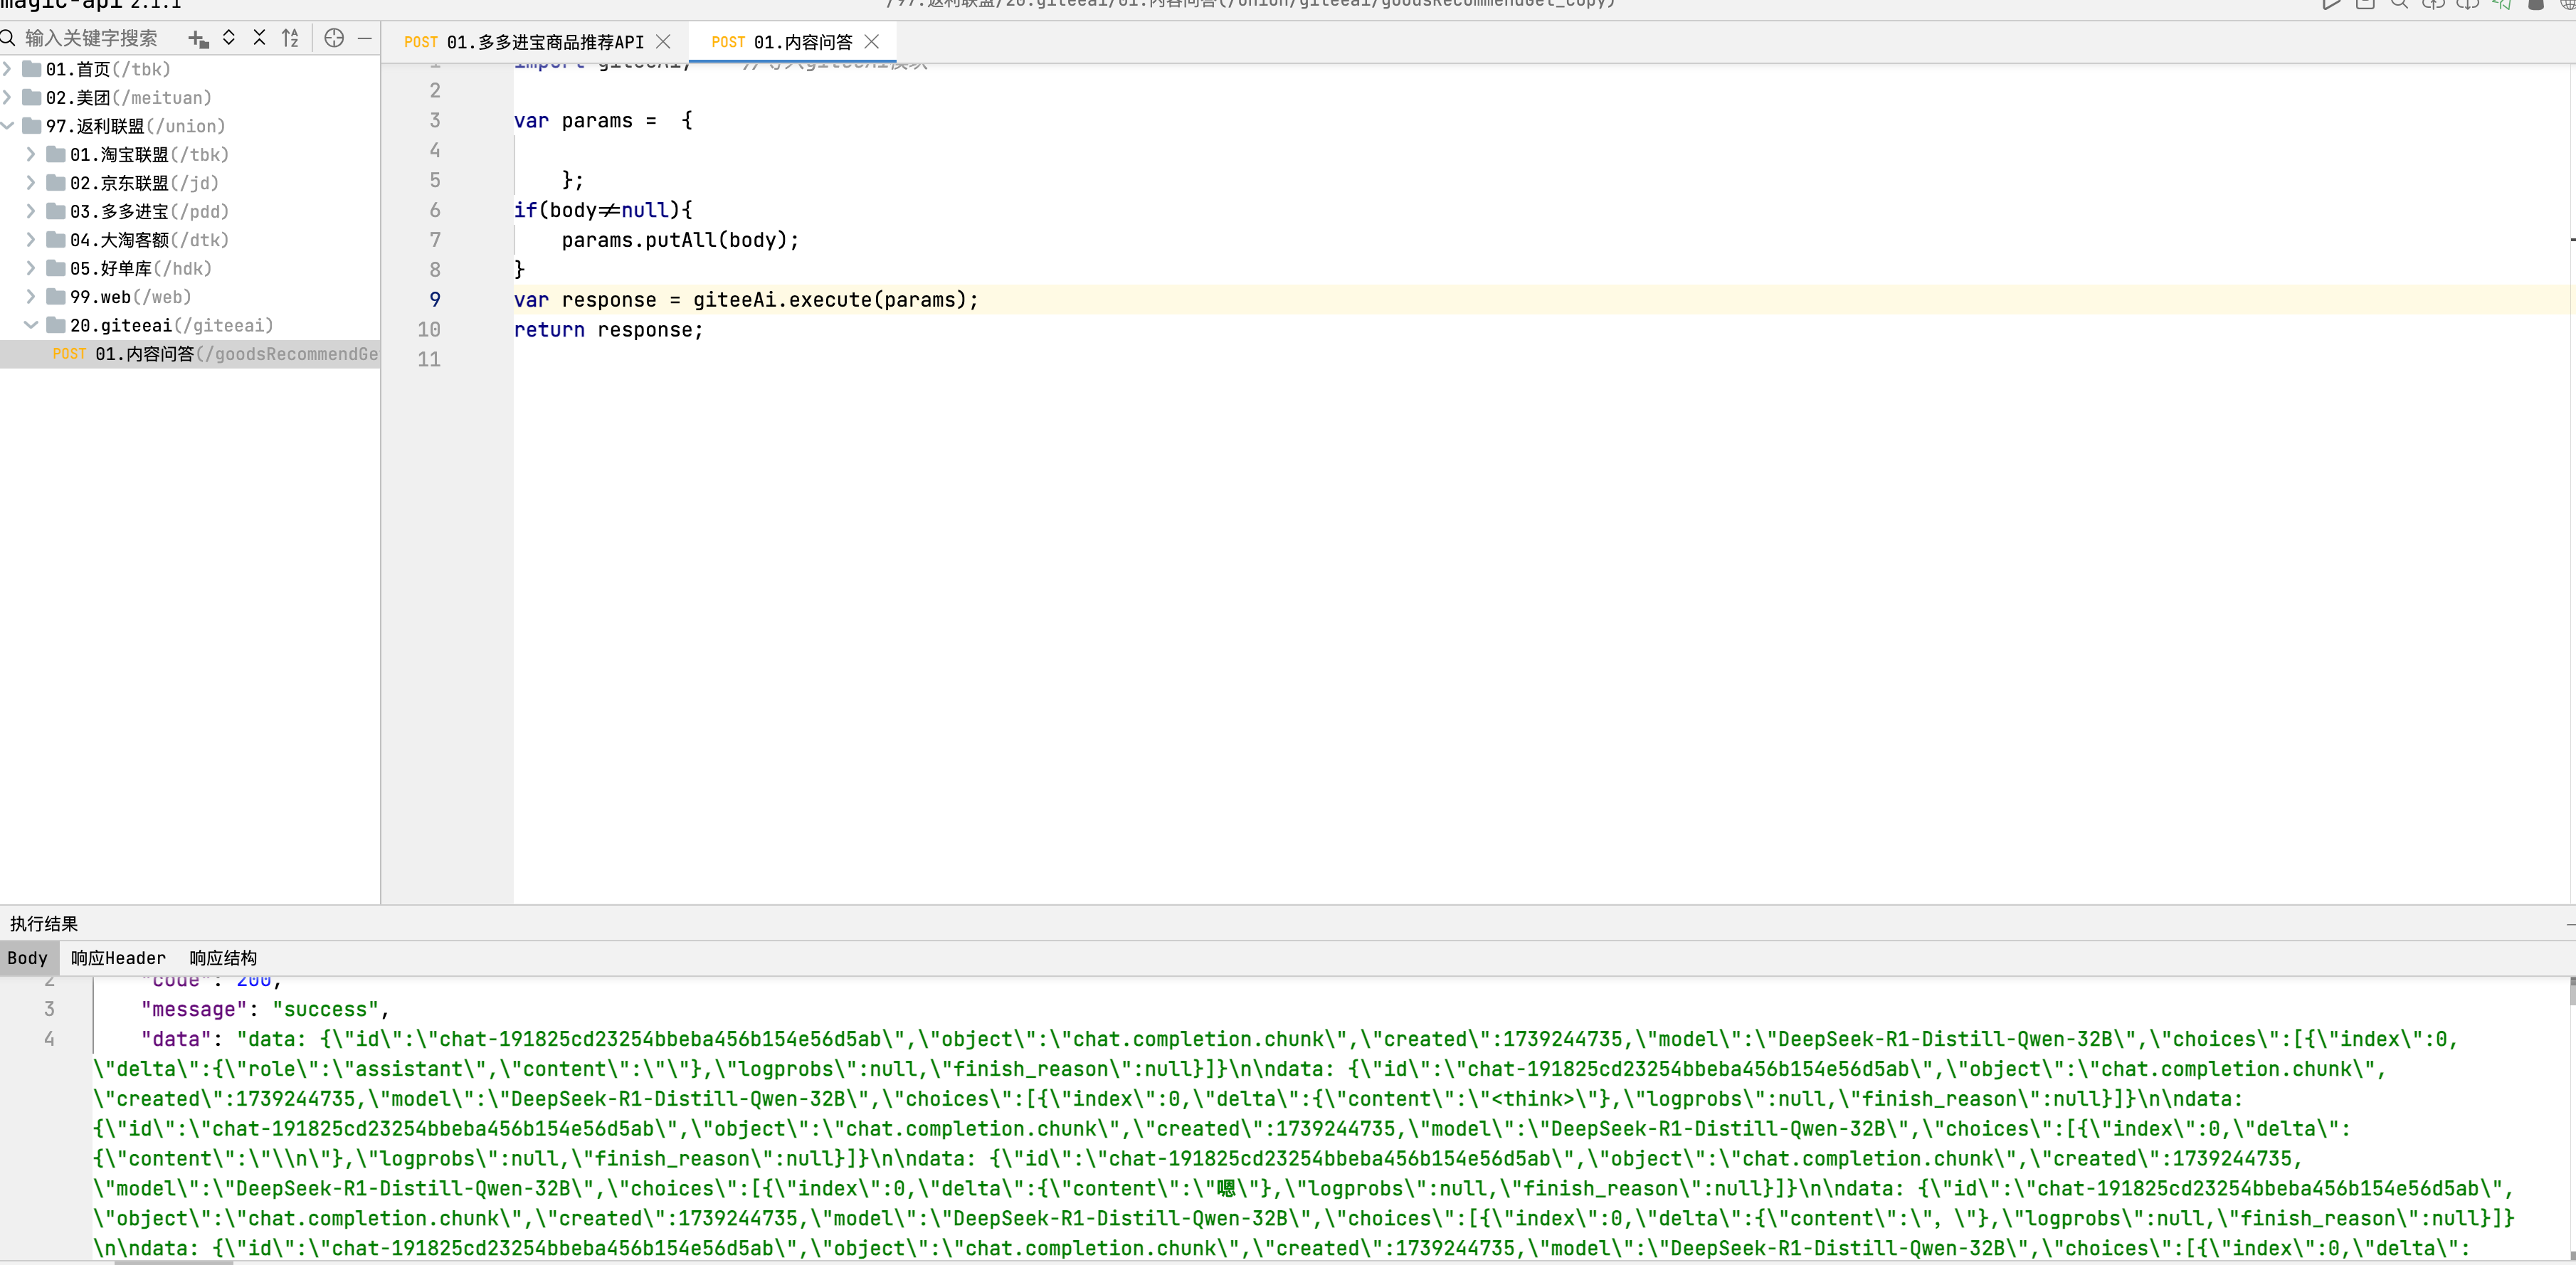 magic-api 2.1.1
/97.返利联盟/20.giteeai/01.内容问答(/union/giteeai/goodsRecommendGet_copy)
输入关键字搜索
01.首页(/tbk)
02.美团(/meituan)
97.返利联盟(/union)
01.淘宝联盟(/tbk)
02.京东联盟(/jd)
03.多多进宝(/pdd)
04.大淘客额(/dtk)
05.好单库(/hdk)
99.web(/web)
20.giteeai(/giteeai)
POST 01.内容问答(/goodsRecommendGe
POST 01.多多进宝商品推荐API
POST 01.内容问答
1 import giteeAi; //导入giteeAi模块
2
3 var params = {
4
5 };
6 if(body≠null){
7 params.putAll(body);
8 }
9 var response = giteeAi.execute(params);
10 return response;
11
执行结果
Body 响应Header 响应结构
2 "code": 200,
3 "message": "success",
4 "data": "data: {\"id\":\"chat-191825cd23254bbeba456b154e56d5ab\",\"object\":\"chat.completion.chunk\",\"created\":1739244735,\"model\":\"DeepSeek-R1-Distill-Qwen-32B\",\"choices\":[{\"index\":0,
\"delta\":{\"role\":\"assistant\",\"content\":\"\"},\"logprobs\":null,\"finish_reason\":null}]}\n\ndata: {\"id\":\"chat-191825cd23254bbeba456b154e56d5ab\",\"object\":\"chat.completion.chunk\",
\"created\":1739244735,\"model\":\"DeepSeek-R1-Distill-Qwen-32B\",\"choices\":[{\"index\":0,\"delta\":{\"content\":\"<think>\"},\"logprobs\":null,\"finish_reason\":null}]}\n\ndata:
{\"id\":\"chat-191825cd23254bbeba456b154e56d5ab\",\"object\":\"chat.completion.chunk\",\"created\":1739244735,\"model\":\"DeepSeek-R1-Distill-Qwen-32B\",\"choices\":[{\"index\":0,\"delta\":
{\"content\":\"\\n\"},\"logprobs\":null,\"finish_reason\":null}]}\n\ndata: {\"id\":\"chat-191825cd23254bbeba456b154e56d5ab\",\"object\":\"chat.completion.chunk\",\"created\":1739244735,
\"model\":\"DeepSeek-R1-Distill-Qwen-32B\",\"choices\":[{\"index\":0,\"delta\":{\"content\":\"嗯\"},\"logprobs\":null,\"finish_reason\":null}]}\n\ndata: {\"id\":\"chat-191825cd23254bbeba456b154e56d5ab\",
\"object\":\"chat.completion.chunk\",\"created\":1739244735,\"model\":\"DeepSeek-R1-Distill-Qwen-32B\",\"choices\":[{\"index\":0,\"delta\":{\"content\":\"，\"},\"logprobs\":null,\"finish_reason\":null}]}
\n\ndata: {\"id\":\"chat-191825cd23254bbeba456b154e56d5ab\",\"object\":\"chat.completion.chunk\",\"created\":1739244735,\"model\":\"DeepSeek-R1-Distill-Qwen-32B\",\"choices\":[{\"index\":0,\"delta\":